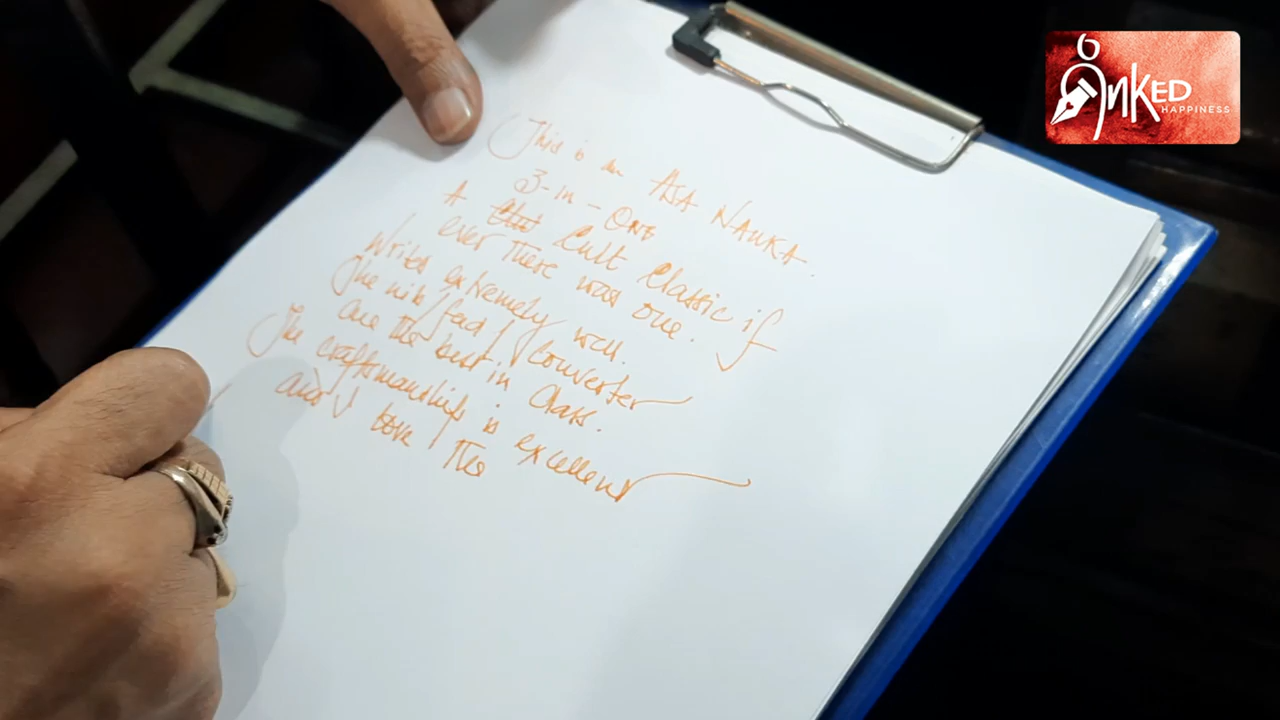 This is an ASA NAUKA.
3-in-ONE
A Cult Classic if
ever there was one.
Writes extremely well.
The nib/feed/converter
are the best in Class.
The craftsmanship is excellent
and I love the
inKED
HAPPINESS